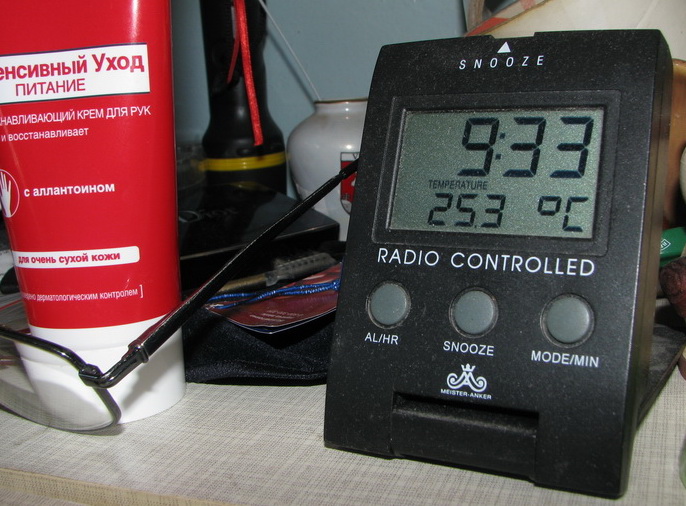 енсивный Уход
ПИТАНИЕ
НАВЛИВАЮЩИЙ КРЕМ ДЛЯ РУК
и восстанавливает
с аллантоином
для очень сухой кожи
дерматологическим контролем ]
SNOOZE
9:33
TEMPERATURE
25.3 °C
RADIO CONTROLLED
AL/HR
SNOOZE
MODE/MIN
MEISTER-ANKER